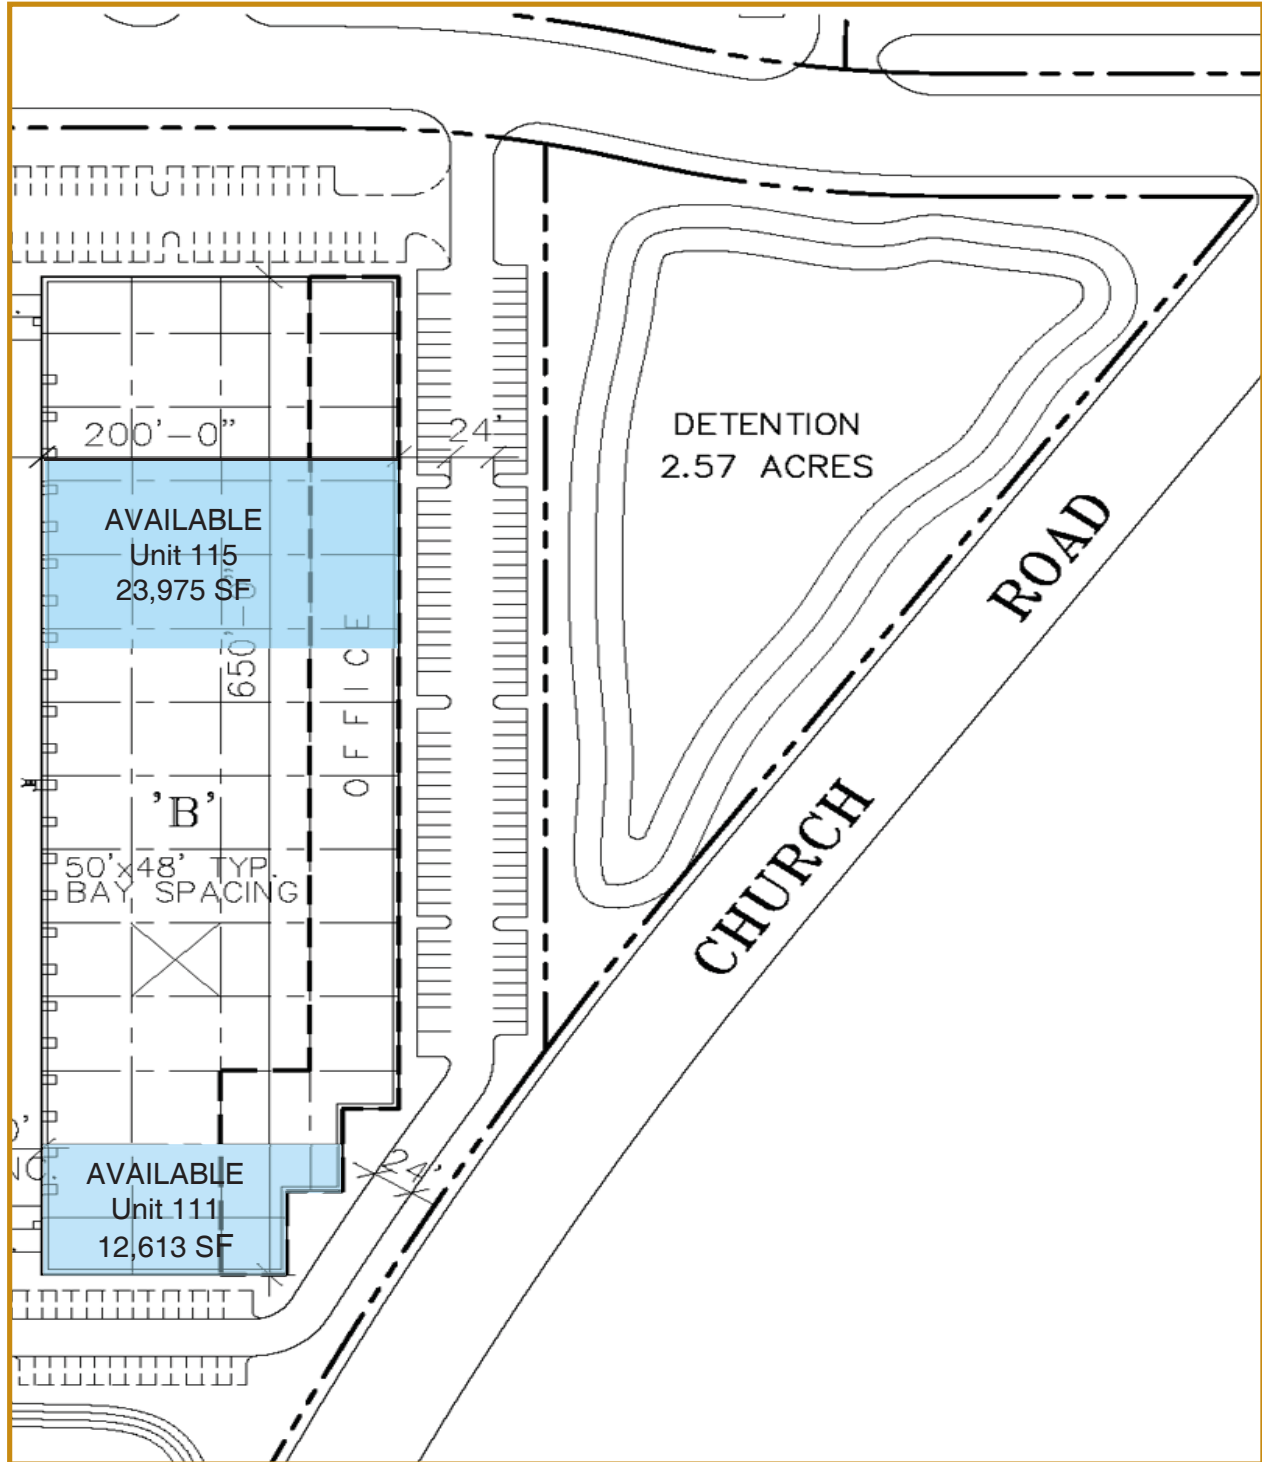 200'-0"
24'
DETENTION
2.57 ACRES
AVAILABLE
Unit 115
23,975 SF
650'-0"
OFFICE
ROAD
'B'
50'x48' TYP.
BAY SPACING
CHURCH
24'
AVAILABLE
Unit 111
12,613 SF